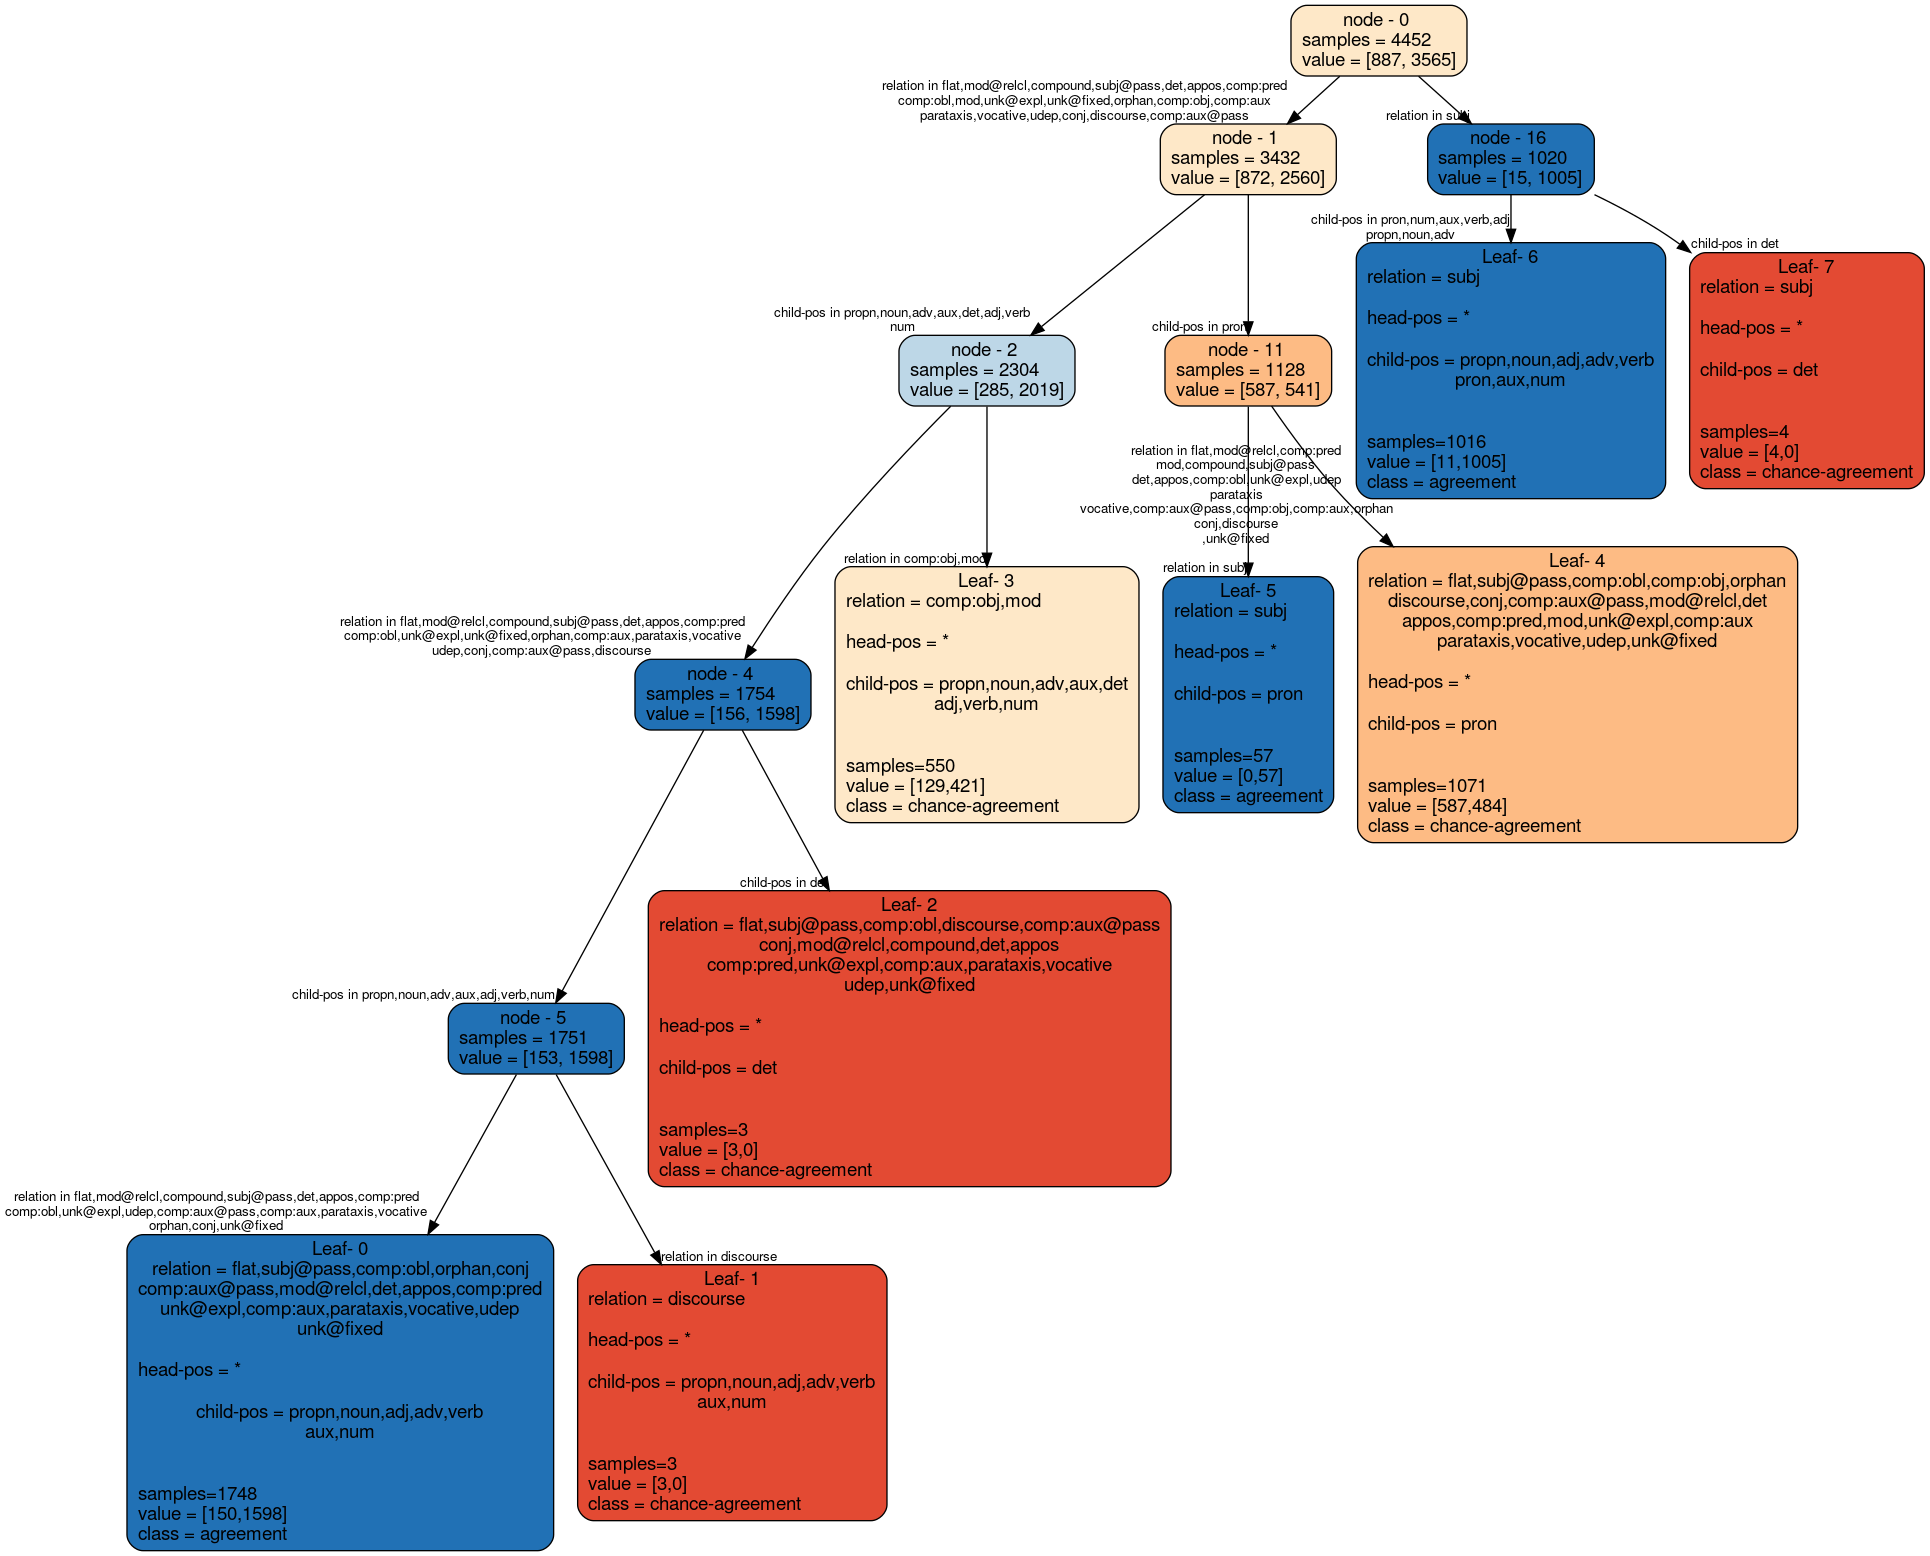 node - 0
samples = 4452
value = [887, 3565]
relation in flat,mod@relcl,compound,subj@pass,det,appos,comp:pred
comp:obl,mod,unk@expl,unk@fixed,orphan,comp:obj,comp:aux
parataxis,vocative,udep,conj,discourse,comp:aux@pass
relation in subj
node - 1
samples = 3432
value = [872, 2560]
node - 16
samples = 1020
value = [15, 1005]
child-pos in pron,num,aux,verb,adj
propn,noun,adv
child-pos in det
Leaf- 6
relation = subj
head-pos = *
child-pos = propn,noun,adj,adv,verb
pron,aux,num
samples=1016
value = [11,1005]
class = agreement
Leaf- 7
relation = subj
head-pos = *
child-pos = det
samples=4
value = [4,0]
class = chance-agreement
child-pos in propn,noun,adv,aux,det,adj,verb
num
child-pos in pron
node - 2
samples = 2304
value = [285, 2019]
node - 11
samples = 1128
value = [587, 541]
relation in flat,mod@relcl,comp:pred
mod,compound,subj@pass
det,appos,comp:obl,unk@expl,udep
parataxis
vocative,comp:aux@pass,comp:obj,comp:aux,orphan
conj,discourse
,unk@fixed
relation in comp:obj,mod
relation in subj
Leaf- 3
relation = comp:obj,mod
head-pos = *
child-pos = propn,noun,adv,aux,det
adj,verb,num
samples=550
value = [129,421]
class = chance-agreement
Leaf- 5
relation = subj
head-pos = *
child-pos = pron
samples=57
value = [0,57]
class = agreement
Leaf- 4
relation = flat,subj@pass,comp:obl,comp:obj,orphan
discourse,conj,comp:aux@pass,mod@relcl,det
appos,comp:pred,mod,unk@expl,comp:aux
parataxis,vocative,udep,unk@fixed
head-pos = *
child-pos = pron
samples=1071
value = [587,484]
class = chance-agreement
relation in flat,mod@relcl,compound,subj@pass,det,appos,comp:pred
comp:obl,unk@expl,unk@fixed,orphan,comp:aux,parataxis,vocative
udep,conj,comp:aux@pass,discourse
node - 4
samples = 1754
value = [156, 1598]
child-pos in det
Leaf- 2
relation = flat,subj@pass,comp:obl,discourse,comp:aux@pass
conj,mod@relcl,compound,det,appos
comp:pred,unk@expl,comp:aux,parataxis,vocative
udep,unk@fixed
head-pos = *
child-pos = det
samples=3
value = [3,0]
class = chance-agreement
child-pos in propn,noun,adv,aux,adj,verb,num
node - 5
samples = 1751
value = [153, 1598]
relation in flat,mod@relcl,compound,subj@pass,det,appos,comp:pred
comp:obl,unk@expl,udep,comp:aux@pass,comp:aux,parataxis,vocative
orphan,conj,unk@fixed
relation in discourse
Leaf- 0
relation = flat,subj@pass,comp:obl,orphan,conj
comp:aux@pass,mod@relcl,det,appos,comp:pred
unk@expl,comp:aux,parataxis,vocative,udep
unk@fixed
head-pos = *
child-pos = propn,noun,adj,adv,verb
aux,num
samples=1748
value = [150,1598]
class = agreement
Leaf- 1
relation = discourse
head-pos = *
child-pos = propn,noun,adj,adv,verb
aux,num
samples=3
value = [3,0]
class = chance-agreement